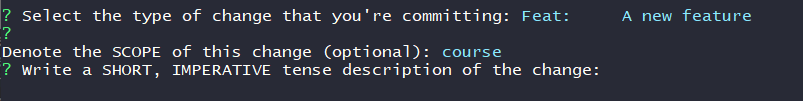 ? Select the type of change that you're committing: Feat:     A new feature
?
Denote the SCOPE of this change (optional): course
? Write a SHORT, IMPERATIVE tense description of the change: